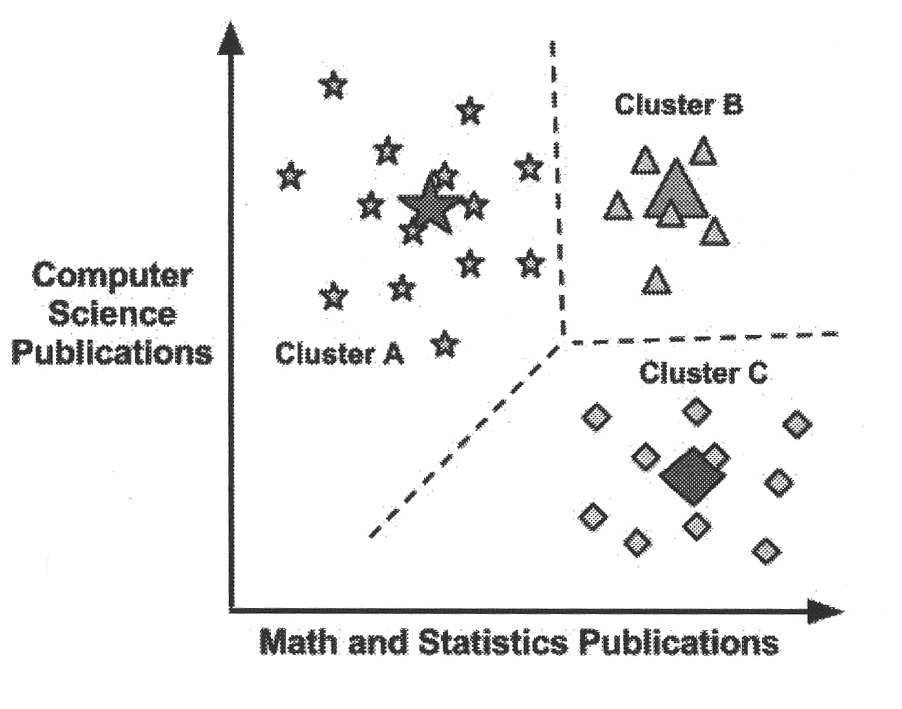 Cluster B
Computer
Science
Publications
Cluster A
Cluster C
Math and Statistics Publications